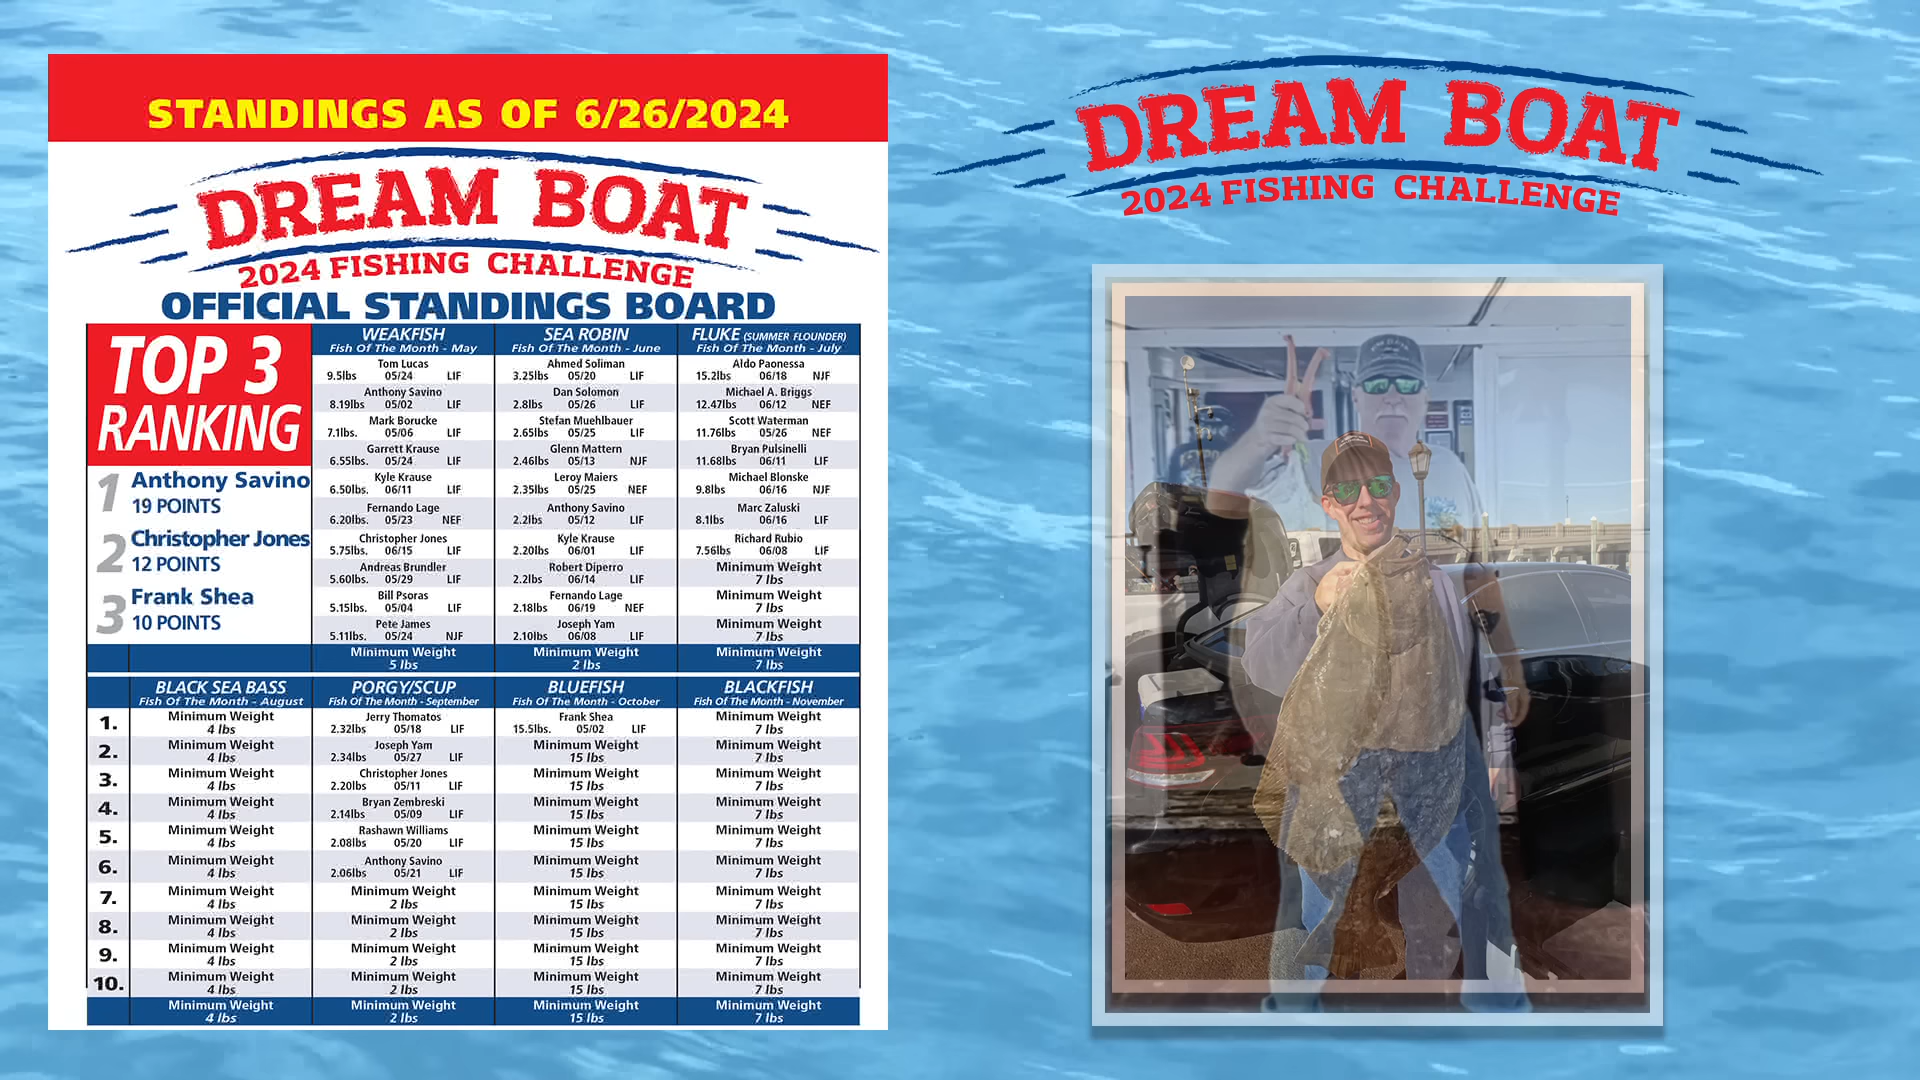 STANDINGS AS OF 6/26/2024
DREAM BOAT
2024 FISHING CHALLENGE
OFFICIAL STANDINGS BOARD
TOP 3
RANKING
1 Anthony Savino
19 POINTS
2 Christopher Jones
12 POINTS
3 Frank Shea
10 POINTS
WEAKFISH
Fish Of The Month - May
Tom Lucas
9.5lbs 05/24 LIF
Anthony Savino
8.19lbs 05/02 LIF
Mark Borucke
7.1lbs. 05/06 LIF
Garrett Krause
6.55lbs. 05/24 LIF
Kyle Krause
6.50lbs. 06/11 LIF
Fernando Lage
6.20lbs. 05/23 NEF
Christopher Jones
5.75lbs. 06/15 LIF
Andreas Brundler
5.60lbs. 05/29 LIF
Bill Psoras
5.15lbs. 05/04 LIF
Pete James
5.11lbs. 05/24 NJF
Minimum Weight
5 lbs
SEA ROBIN
Fish Of The Month - June
Ahmed Soliman
3.25lbs 05/20 LIF
Dan Solomon
2.8lbs 05/26 LIF
Stefan Muehlbauer
2.65lbs 05/25 LIF
Glenn Mattern
2.46lbs 05/13 NJF
Leroy Maiers
2.35lbs 05/25 NEF
Anthony Savino
2.2lbs 05/12 LIF
Kyle Krause
2.20lbs 06/01 LIF
Robert Diperro
2.2lbs 06/14 LIF
Fernando Lage
2.18lbs 06/19 NEF
Joseph Yam
2.10lbs 06/08 LIF
Minimum Weight
2 lbs
FLUKE (SUMMER FLOUNDER)
Fish Of The Month - July
Aldo Paonessa
15.2lbs 06/18 NJF
Michael A. Briggs
12.47lbs 06/12 NEF
Scott Waterman
11.76lbs 05/26 NEF
Bryan Pulsinelli
11.68lbs 06/11 LIF
Michael Blonske
9.8lbs 06/16 NJF
Marc Zaluski
8.1lbs 06/16 LIF
Richard Rubio
7.56lbs 06/08 LIF
Minimum Weight
7 lbs
Minimum Weight
7 lbs
Minimum Weight
7 lbs
Minimum Weight
7 lbs
1.
2.
3.
4.
5.
6.
7.
8.
9.
10.
BLACK SEA BASS
Fish Of The Month - August
Minimum Weight
4 lbs
Minimum Weight
4 lbs
Minimum Weight
4 lbs
Minimum Weight
4 lbs
Minimum Weight
4 lbs
Minimum Weight
4 lbs
Minimum Weight
4 lbs
Minimum Weight
4 lbs
Minimum Weight
4 lbs
Minimum Weight
4 lbs
Minimum Weight
4 lbs
PORGY/SCUP
Fish Of The Month - September
Jerry Thomatos
2.32lbs 05/18 LIF
Joseph Yam
2.34lbs 05/27 LIF
Christopher Jones
2.20lbs 05/11 LIF
Bryan Zembreski
2.14lbs 05/09 LIF
Rashawn Williams
2.08lbs 05/20 LIF
Anthony Savino
2.06lbs 05/21 LIF
Minimum Weight
2 lbs
Minimum Weight
2 lbs
Minimum Weight
2 lbs
Minimum Weight
2 lbs
Minimum Weight
2 lbs
BLUEFISH
Fish Of The Month - October
Frank Shea
15.5lbs. 05/02 LIF
Minimum Weight
15 lbs
Minimum Weight
15 lbs
Minimum Weight
15 lbs
Minimum Weight
15 lbs
Minimum Weight
15 lbs
Minimum Weight
15 lbs
Minimum Weight
15 lbs
Minimum Weight
15 lbs
Minimum Weight
15 lbs
Minimum Weight
15 lbs
BLACKFISH
Fish Of The Month - November
Minimum Weight
7 lbs
Minimum Weight
7 lbs
Minimum Weight
7 lbs
Minimum Weight
7 lbs
Minimum Weight
7 lbs
Minimum Weight
7 lbs
Minimum Weight
7 lbs
Minimum Weight
7 lbs
Minimum Weight
7 lbs
Minimum Weight
7 lbs
Minimum Weight
7 lbs
DREAM BOAT
2024 FISHING CHALLENGE